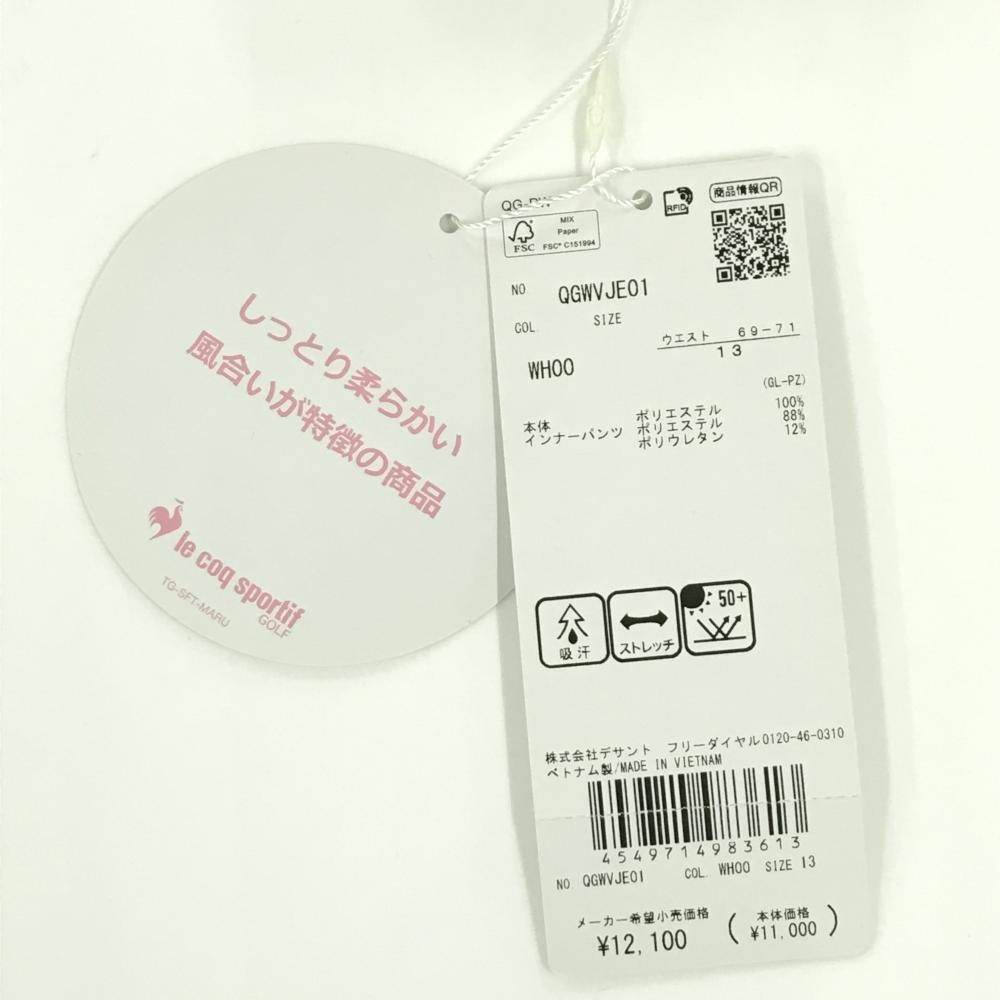 しっとり柔らかい
風合いが特徴の商品
le coq sportif
GOLF
TG-SFT-MARU
QG-PW
FSC
MIX
Paper
FSC® C151994
RFID
商品情報QR
NO. QGWVJE01
COL. SIZE
WH00
ウエスト 69-71
13
(GL-PZ)
本体 ポリエステル 100%
インナーパンツ ポリエステル 88%
ポリウレタン 12%
吸汗
ストレッチ
50+
株式会社デサント フリーダイヤル0120-46-0310
ベトナム製/MADE IN VIETNAM
4549714983613
NO. QGWVJE01 COL. WH00 SIZE 13
メーカー希望小売価格
¥12,100
(本体価格
¥11,000)